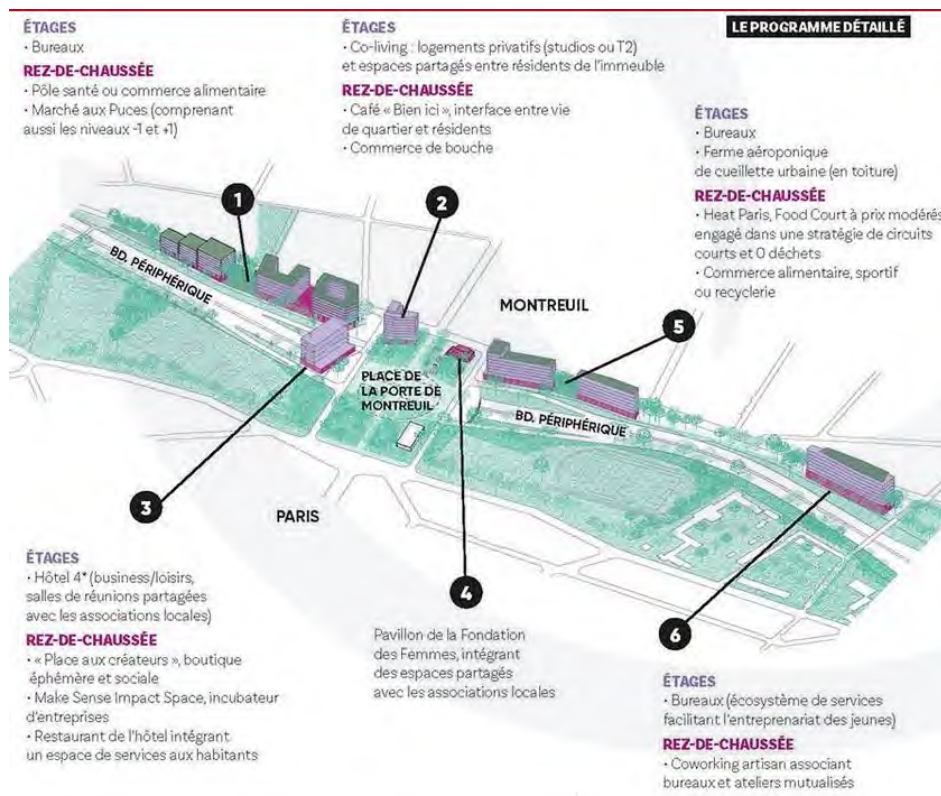 LE PROGRAMME DÉTAILLÉ
ÉTAGES
• Bureaux
REZ-DE-CHAUSSÉE
• Pôle santé ou commerce alimentaire
• Marché aux Puces (comprenant
aussi les niveaux -1 et +1)
ÉTAGES
• Co-living : logements privatifs (studios ou T2)
et espaces partagés entre résidents de l'immeuble
REZ-DE-CHAUSSÉE
• Café « Bien ici », interface entre vie
de quartier et résidents
• Commerce de bouche
ÉTAGES
• Bureaux
• Ferme aéroponique
de cueillette urbaine (en toiture)
REZ-DE-CHAUSSÉE
• Heat Paris, Food Court à prix modérés
engagé dans une stratégie de circuits
courts et 0 déchets
• Commerce alimentaire, sportif
ou recyclerie
1
2
BD. PÉRIPHÉRIQUE
MONTREUIL
5
PLACE DE
LA PORTE DE
MONTREUIL
BD. PÉRIPHÉRIQUE
3
PARIS
4
6
ÉTAGES
• Hôtel 4* (business/loisirs,
salles de réunions partagées
avec les associations locales)
REZ-DE-CHAUSSÉE
• « Place aux créateurs », boutique
éphémère et sociale
• Make Sense Impact Space, incubateur
d'entreprises
• Restaurant de l'hôtel intégrant
un espace de services aux habitants
Pavillon de la Fondation
des Femmes, intégrant
des espaces partagés
avec les associations locales
ÉTAGES
• Bureaux (écosystème de services
facilitant l'entreprenariat des jeunes)
REZ-DE-CHAUSSÉE
• Coworking artisan associant
bureaux et ateliers mutualisés